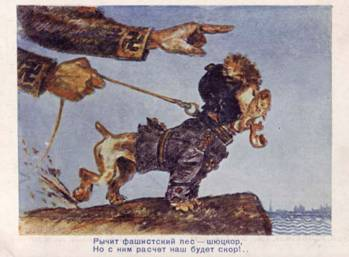 Рычит фашистский пес — шюцкор,
Но с ним расчет наш будет скор!..